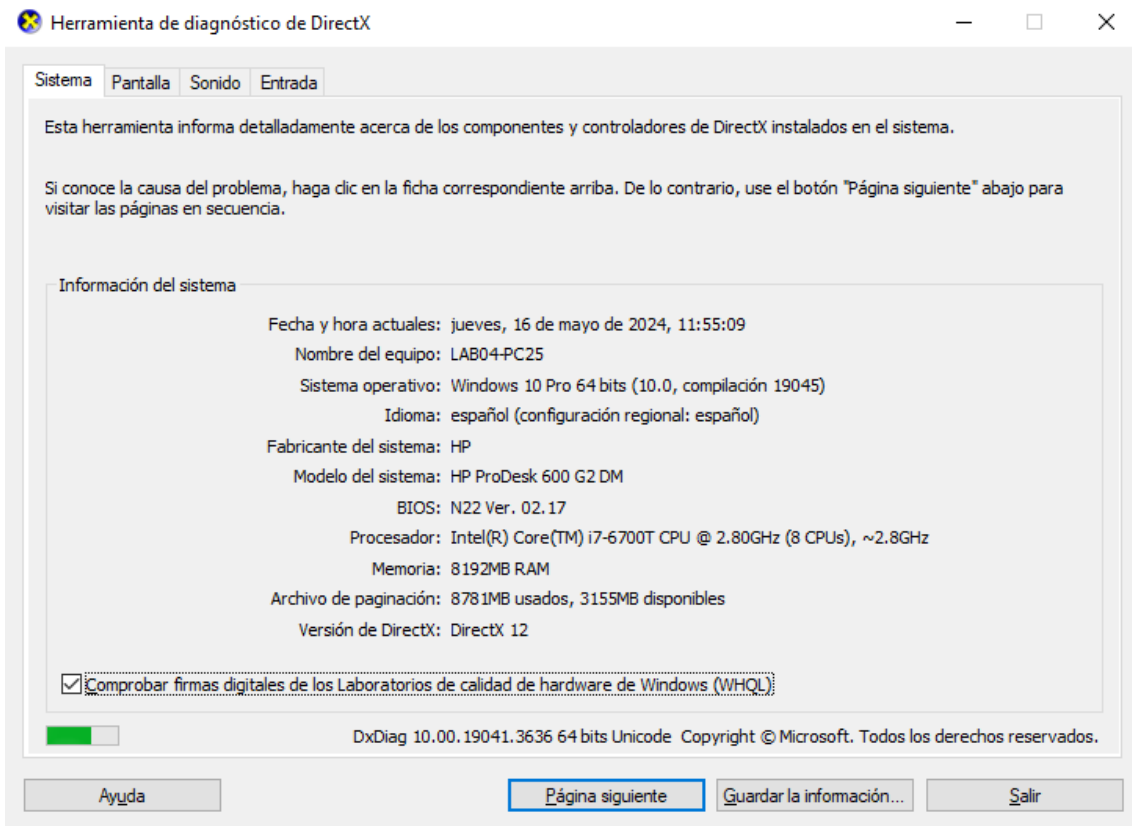 Herramienta de diagnóstico de DirectX
Sistema Pantalla Sonido Entrada
Esta herramienta informa detalladamente acerca de los componentes y controladores de DirectX instalados en el sistema.
Si conoce la causa del problema, haga clic en la ficha correspondiente arriba. De lo contrario, use el botón "Página siguiente" abajo para
visitar las páginas en secuencia.
Información del sistema
Fecha y hora actuales: jueves, 16 de mayo de 2024, 11:55:09
Nombre del equipo: LAB04-PC25
Sistema operativo: Windows 10 Pro 64 bits (10.0, compilación 19045)
Idioma: español (configuración regional: español)
Fabricante del sistema: HP
Modelo del sistema: HP ProDesk 600 G2 DM
BIOS: N22 Ver. 02.17
Procesador: Intel(R) Core(TM) i7-6700T CPU @ 2.80GHz (8 CPUs), ~2.8GHz
Memoria: 8192MB RAM
Archivo de paginación: 8781MB usados, 3155MB disponibles
Versión de DirectX: DirectX 12
Comprobar firmas digitales de los Laboratorios de calidad de hardware de Windows (WHQL)
DxDiag 10.00.19041.3636 64 bits Unicode Copyright © Microsoft. Todos los derechos reservados.
Ayuda Página siguiente Guardar la información... Salir